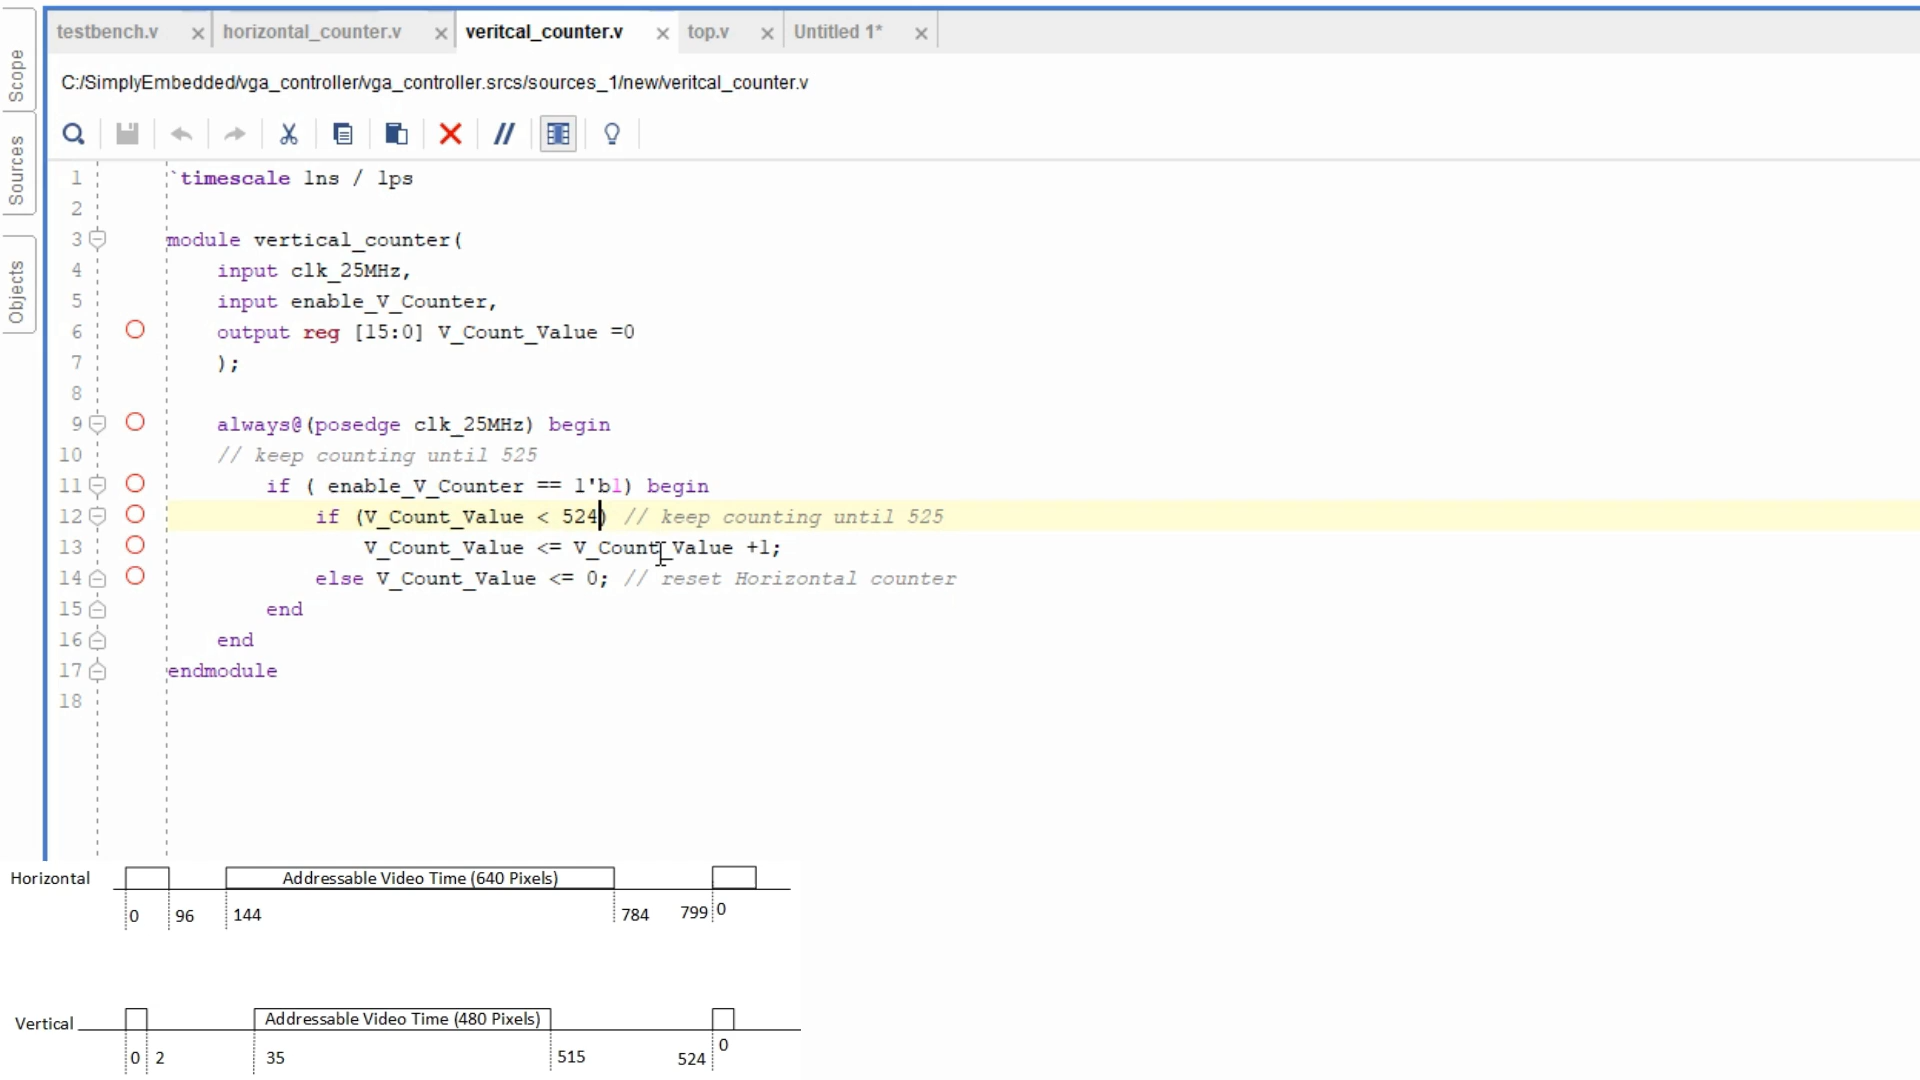 testbench.v × horizontal_counter.v × veritcal_counter.v × top.v × Untitled 1* ×
Scope
Sources
Objects
C:/SimplyEmbedded/vga_controller/vga_controller.srcs/sources_1/new/veritcal_counter.v
1 `timescale 1ns / 1ps
2
3 module vertical_counter(
4 input clk_25MHz,
5 input enable_V_Counter,
6 output reg [15:0] V_Count_Value =0
7 );
8
9 always@(posedge clk_25MHz) begin
10 // keep counting until 525
11 if ( enable_V_Counter == 1'b1) begin
12 if (V_Count_Value < 524) // keep counting until 525
13 V_Count_Value <= V_Count_Value +1;
14 else V_Count_Value <= 0; // reset Horizontal counter
15 end
16 end
17 endmodule
18
Horizontal Addressable Video Time (640 Pixels)
0 96 144 784 799 0
Vertical Addressable Video Time (480 Pixels)
0 2 35 515 524 0